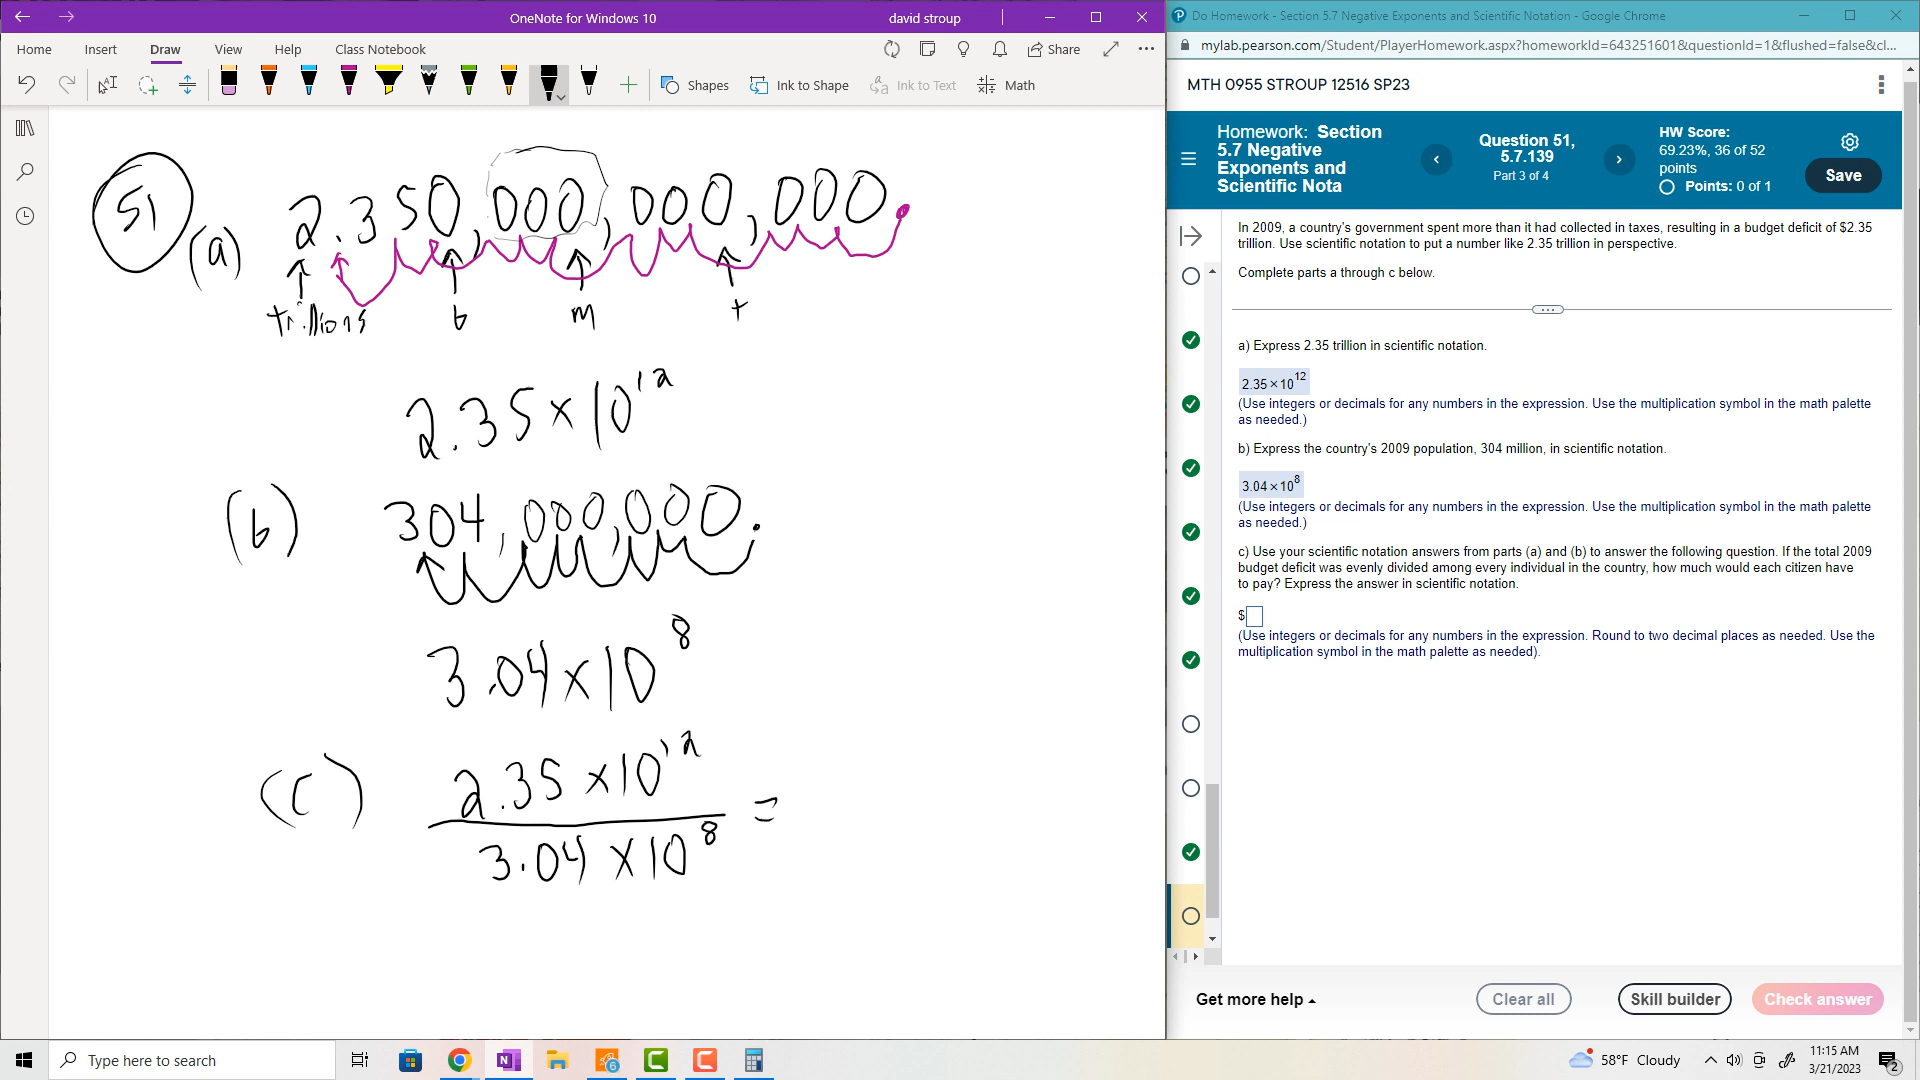 OneNote for Windows 10
david stroup
Home Insert Draw View Help Class Notebook
Share
Shapes
Ink to Shape
Ink to Text
Math
51
(a) 2.350,000,000,000.
trillions b m t
2.35 x 10^12
(b) 304,000,000.
3.04 x 10^8
(c) 2.35 x 10^12
=
3.04 x 10^8
Do Homework - Section 5.7 Negative Exponents and Scientific Notation - Google Chrome
mylab.pearson.com/Student/PlayerHomework.aspx?homeworkId=643251601&questionId=1&flushed=false&cl...
MTH 0955 STROUP 12516 SP23
Homework: Section
5.7 Negative
Exponents and
Scientific Nota
Question 51,
5.7.139
Part 3 of 4
HW Score:
69.23%, 36 of 52
points
Points: 0 of 1
Save
In 2009, a country's government spent more than it had collected in taxes, resulting in a budget deficit of $2.35
trillion. Use scientific notation to put a number like 2.35 trillion in perspective.
Complete parts a through c below.
a) Express 2.35 trillion in scientific notation.
2.35×10^12
(Use integers or decimals for any numbers in the expression. Use the multiplication symbol in the math palette
as needed.)
b) Express the country's 2009 population, 304 million, in scientific notation.
3.04×10^8
(Use integers or decimals for any numbers in the expression. Use the multiplication symbol in the math palette
as needed.)
c) Use your scientific notation answers from parts (a) and (b) to answer the following question. If the total 2009
budget deficit was evenly divided among every individual in the country, how much would each citizen have
to pay? Express the answer in scientific notation.
$
(Use integers or decimals for any numbers in the expression. Round to two decimal places as needed. Use the
multiplication symbol in the math palette as needed).
Get more help
Clear all
Skill builder
Check answer
Type here to search
58°F Cloudy
11:15 AM
3/21/2023
2